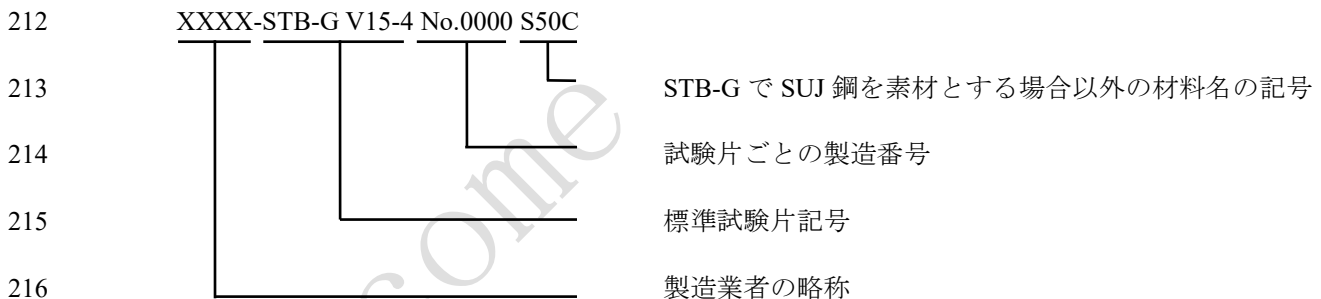 212 XXXX-STB-G V15-4 No.0000 S50C
213 STB-G で SUJ 鋼を素材とする場合以外の材料名の記号
214 試験片ごとの製造番号
215 標準試験片記号
216 製造業者の略称
come